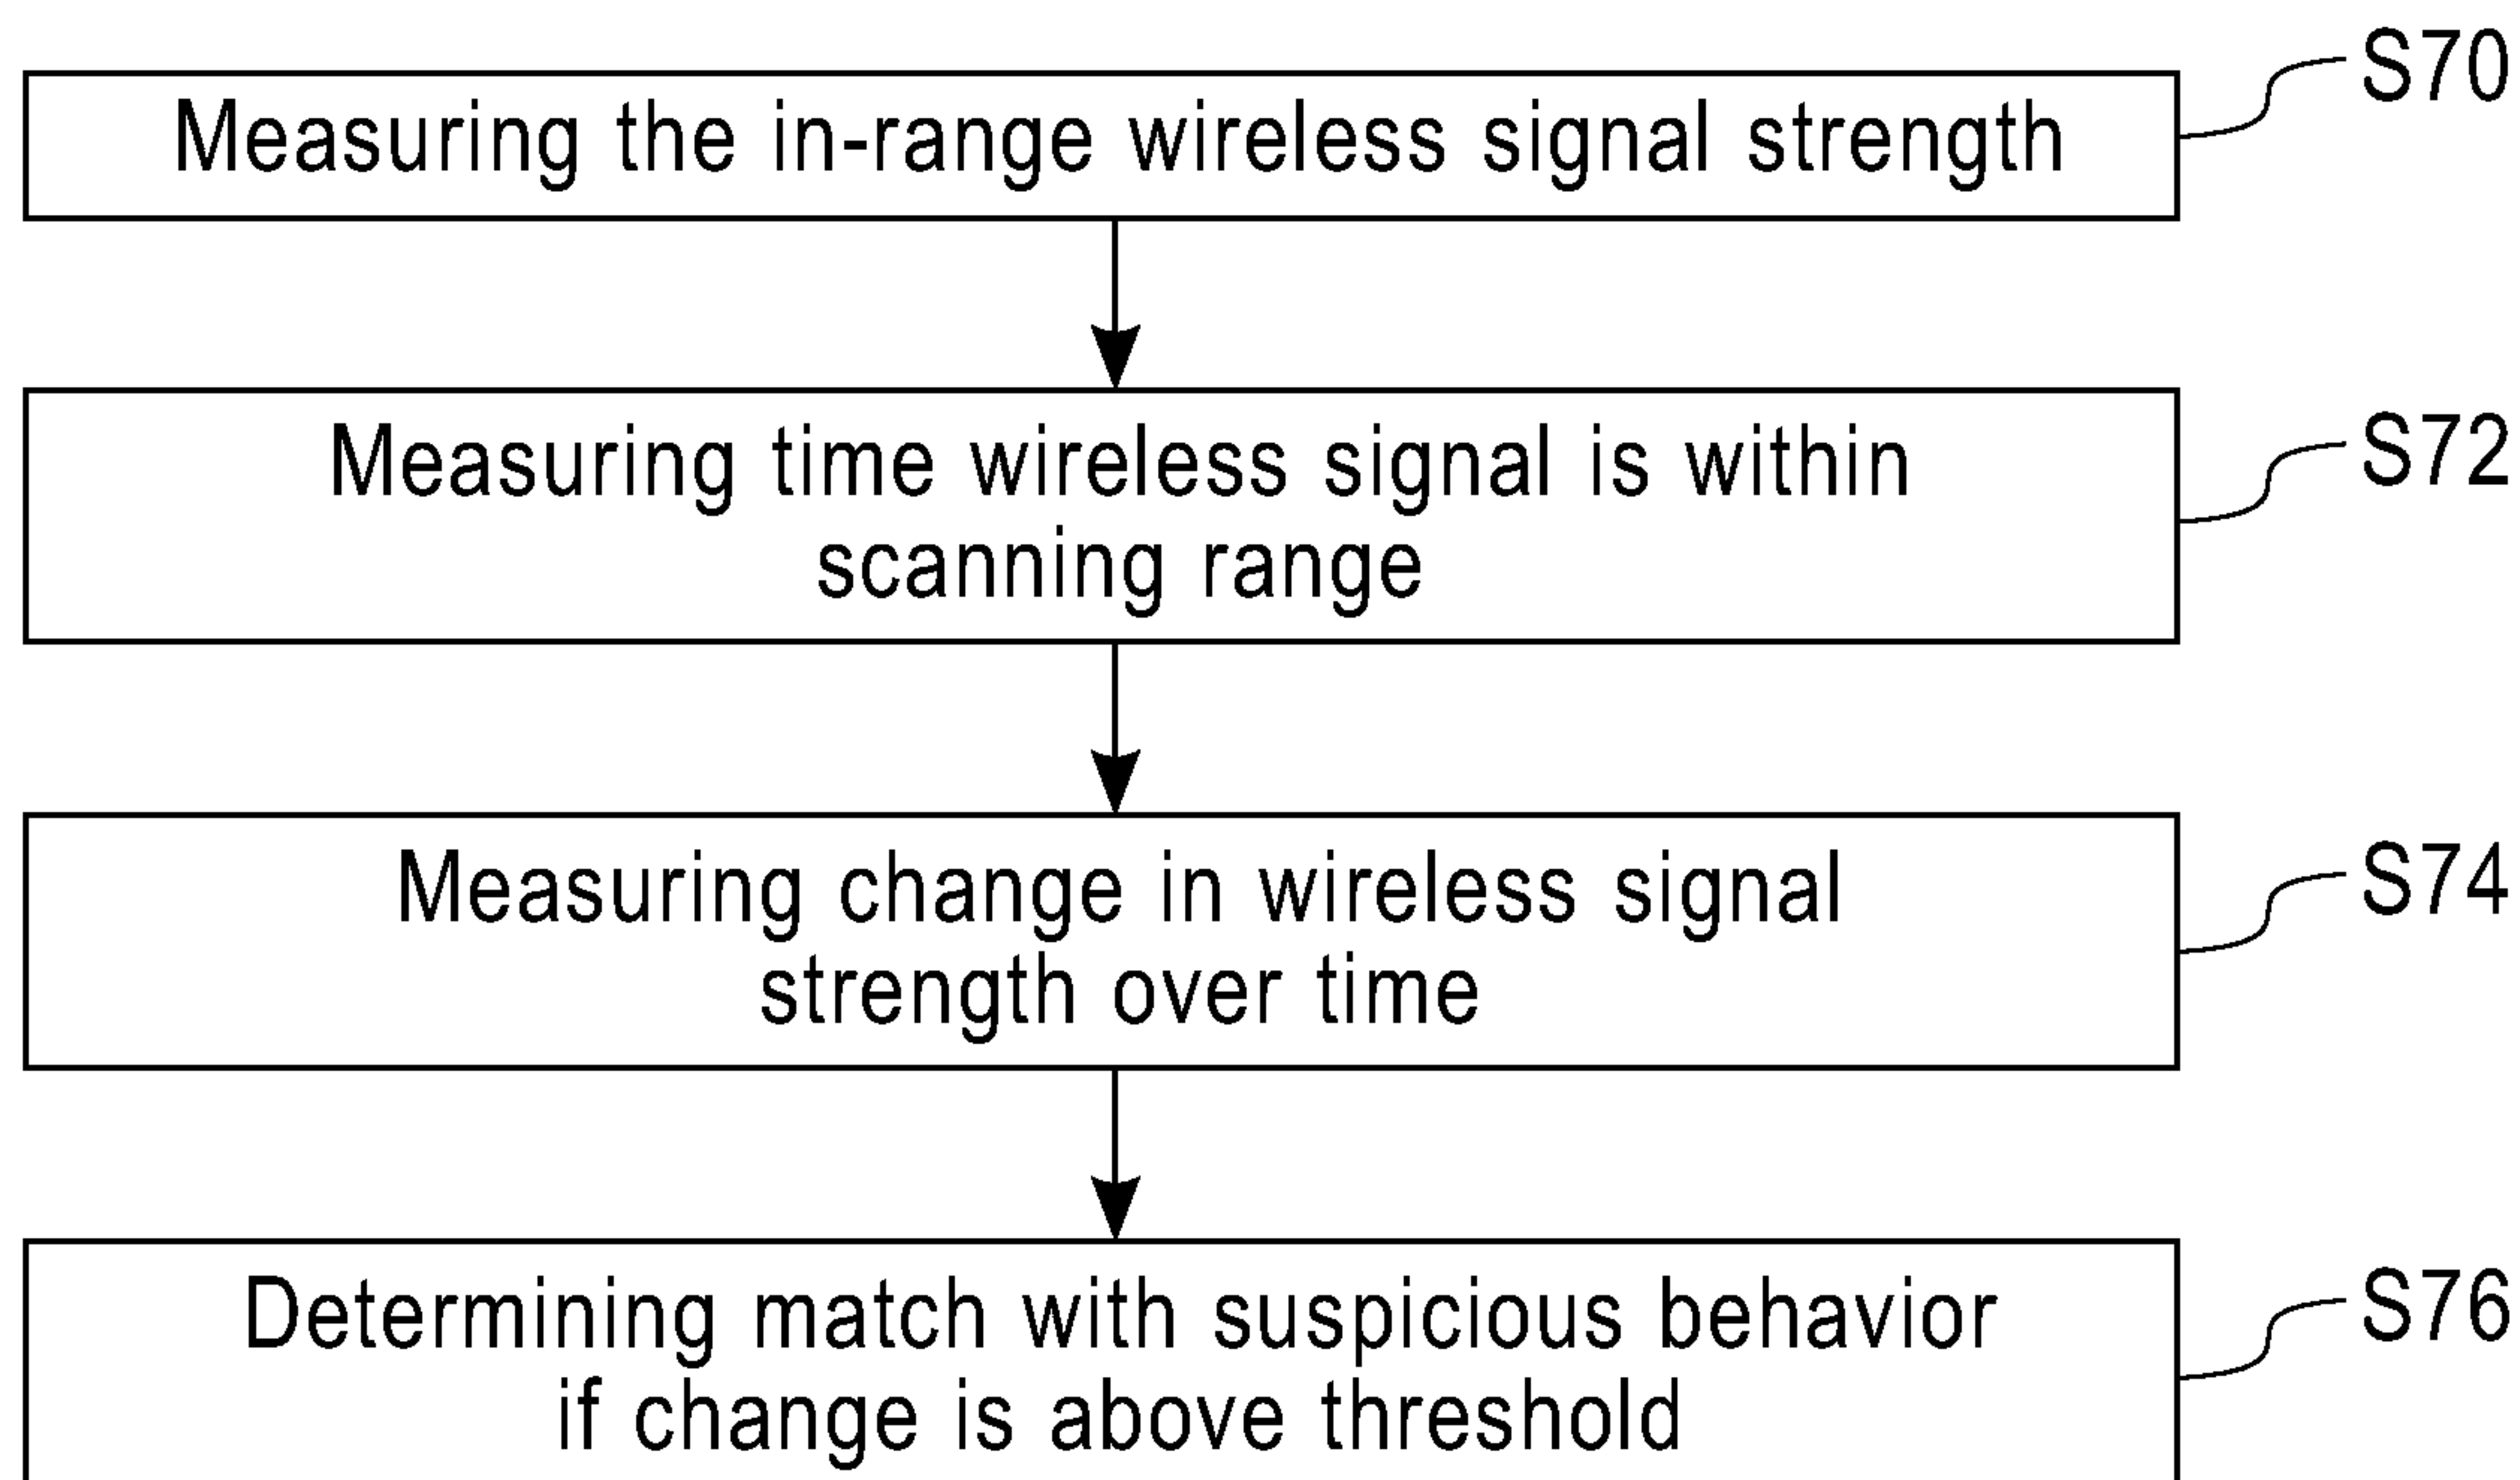 S70
Measuring the in-range wireless signal strength
S72
Measuring time wireless signal is within
scanning range
S74
Measuring change in wireless signal
strength over time
S76
Determining match with suspicious behavior
if change is above threshold